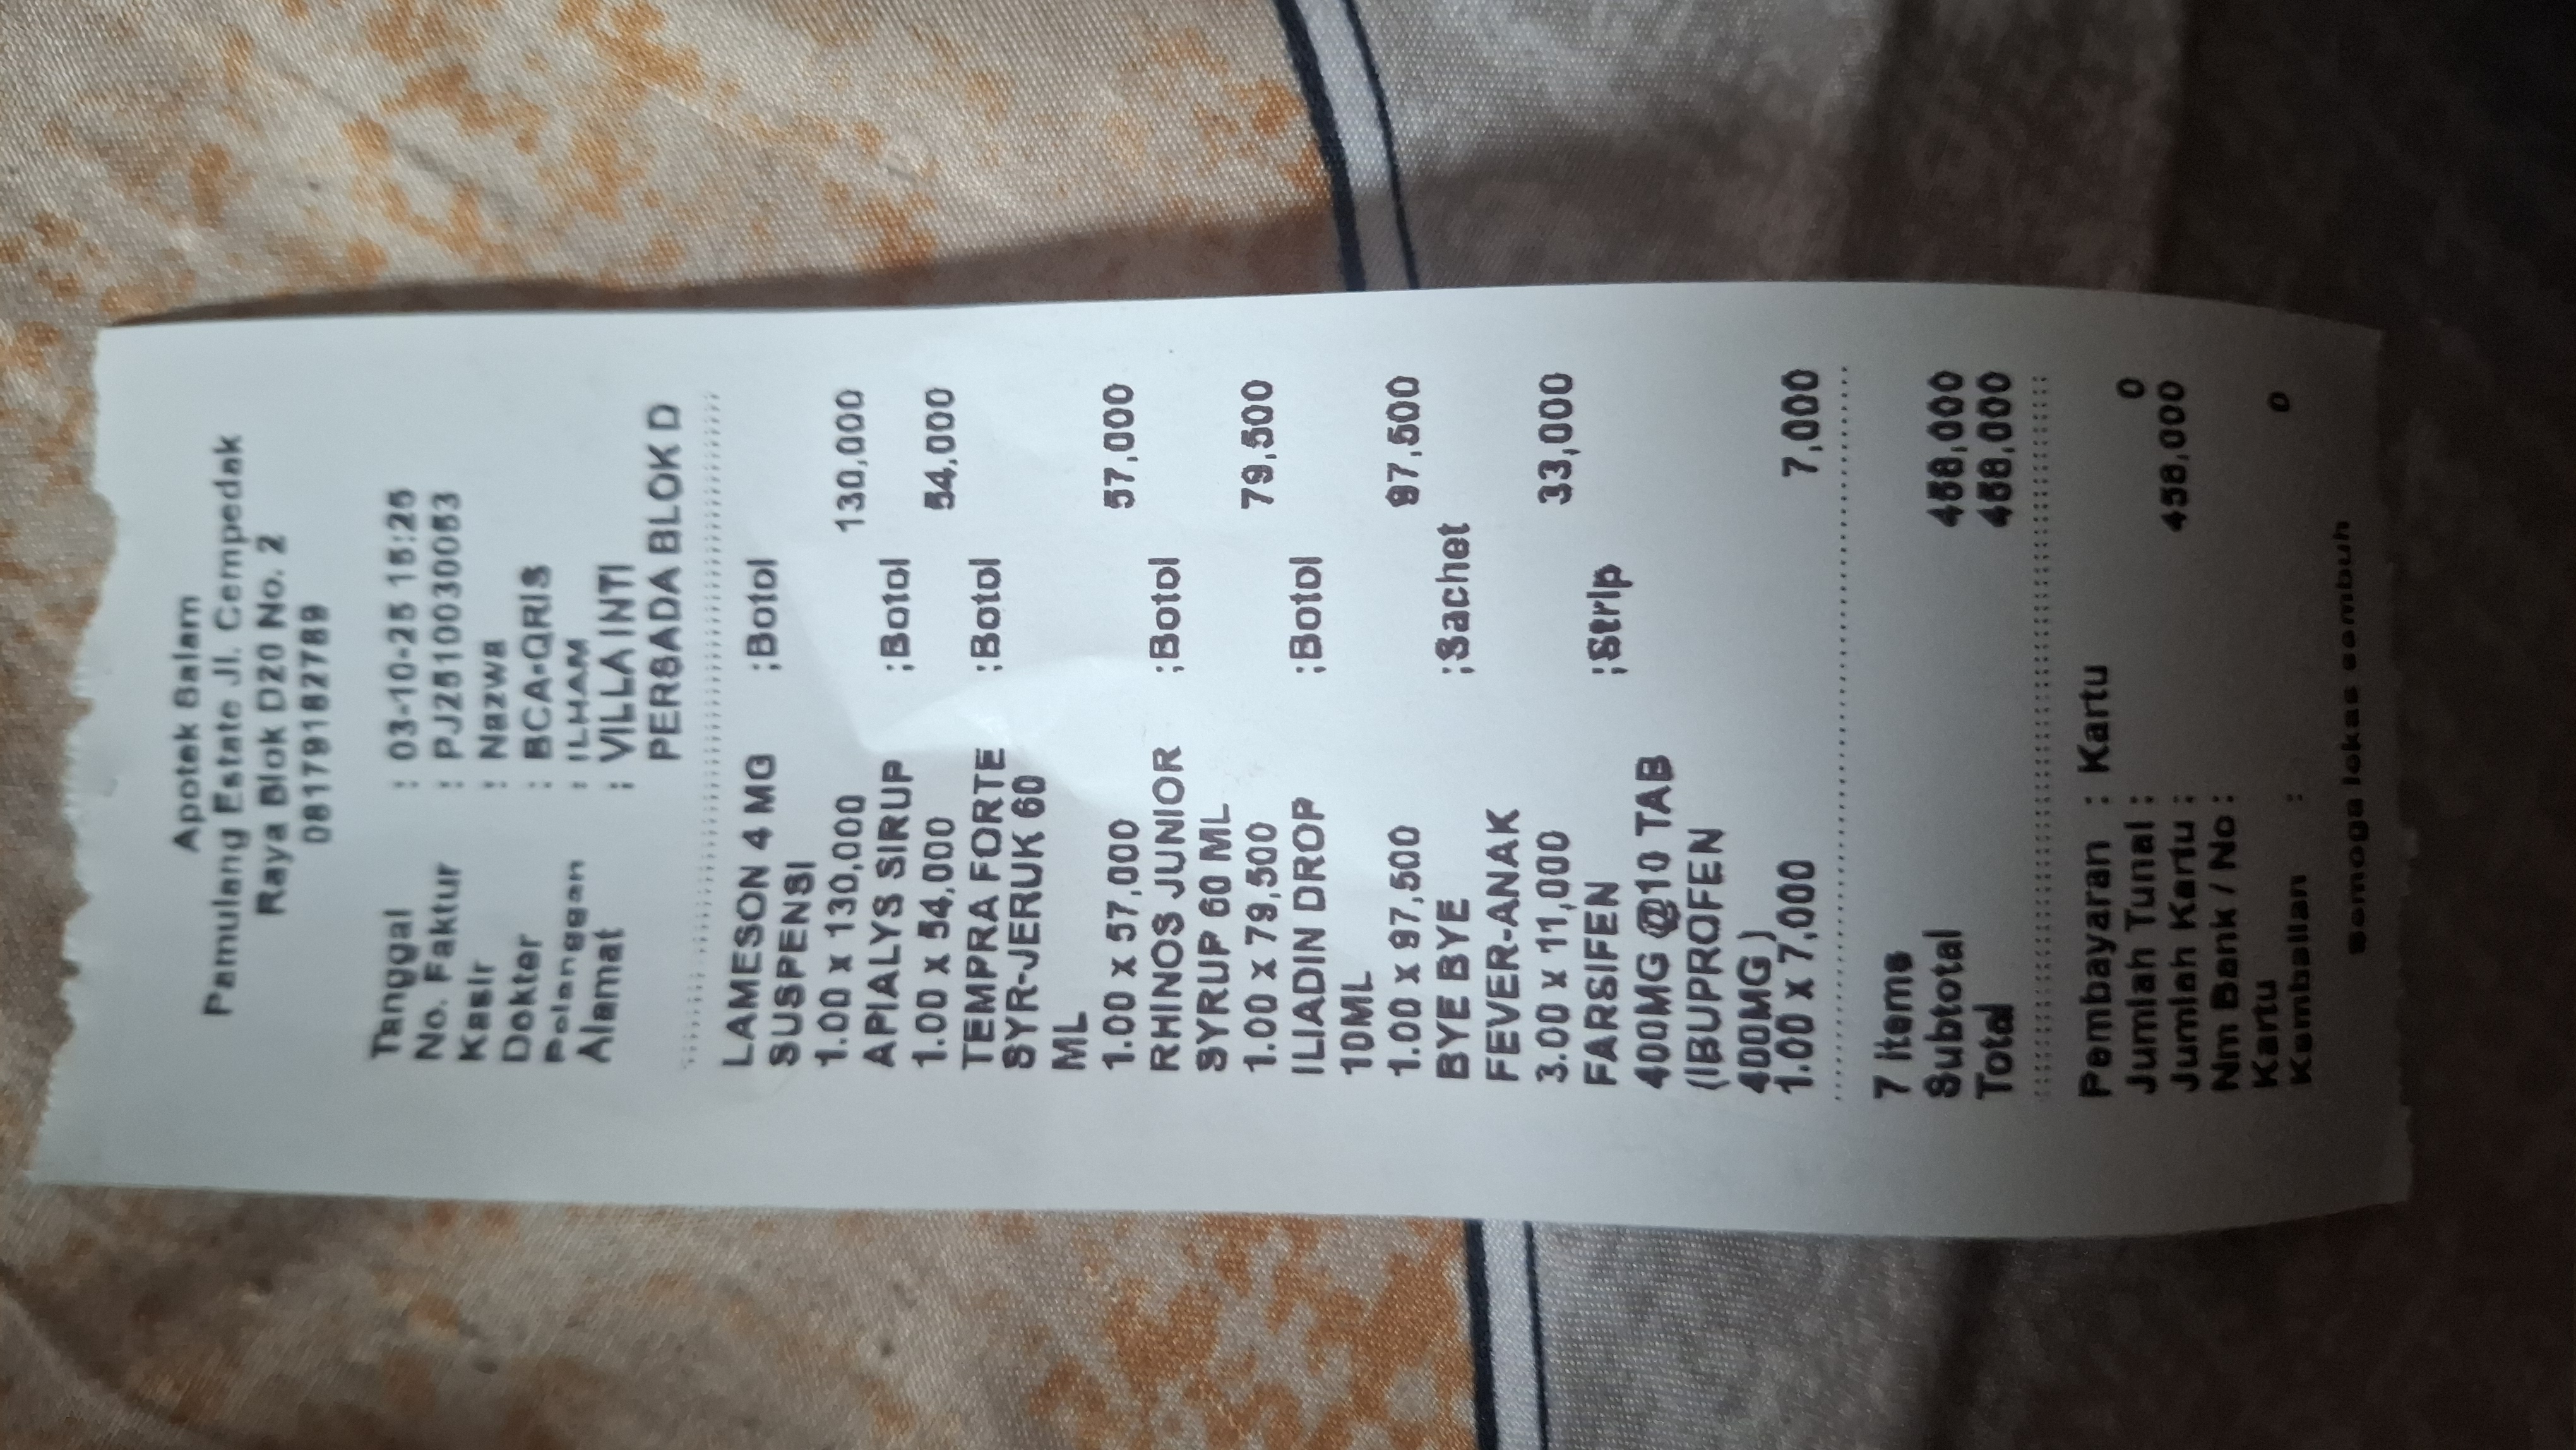 Apotek Salam
Pamulang Estate Jl. Cempedak
Raya Blok D20 No. 2
08179182789
Tanggal : 03-10-25 15:25
No. Faktur : PJ2510030053
Kasir : Nazwa
Dokter : BCA-QRIS
Pelanggan : ILHAM
Alamat : VILLA INTI
PERSADA BLOK D
LAMESON 4 MG ;Botol
SUSPENSI
1.00 x 130,000 130,000
APIALYS SIRUP ;Botol
1.00 x 54,000 54,000
TEMPRA FORTE ;Botol
SYR-JERUK 60
ML
1.00 x 57,000 57,000
RHINOS JUNIOR ;Botol
SYRUP 60 ML
1.00 x 79,500 79,500
ILIADIN DROP ;Botol
10ML
1.00 x 97,500 97,500
BYE BYE ;Sachet
FEVER-ANAK
3.00 x 11,000 33,000
FARSIFEN ;Strip
400MG @10 TAB
(IBUPROFEN
400MG )
1.00 x 7,000 7,000
7 items
Subtotal 458,000
Total 458,000
Pembayaran : Kartu
Jumlah Tunai : 0
Jumlah Kartu : 458,000
Nm Bank / No :
Kartu
Kembalian : 0
Semoga lekas sembuh